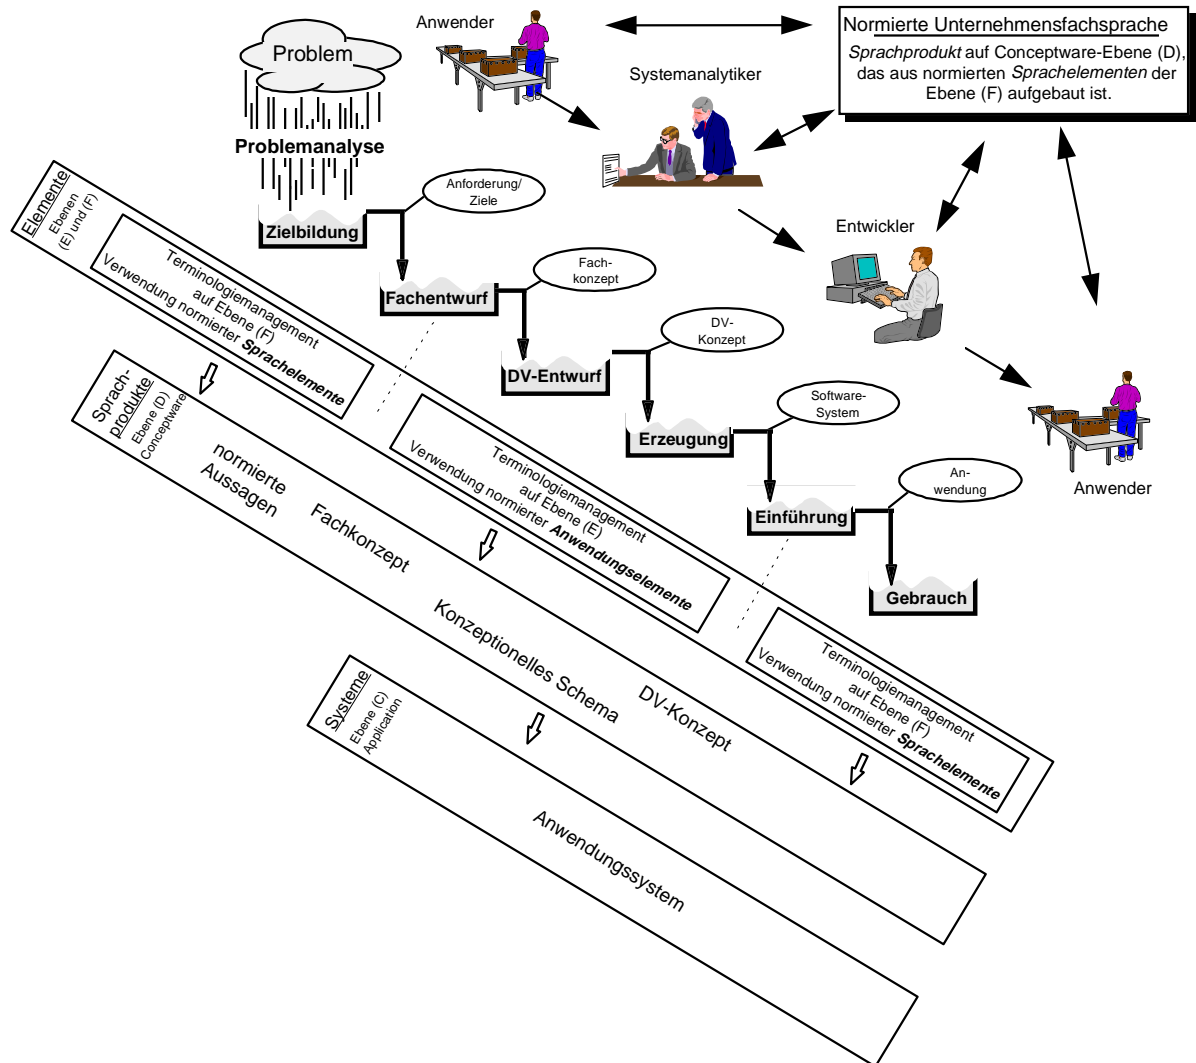 Anwender
Problem
Problemanalyse
Systemanalytiker
Normierte Unternehmensfachsprache
Sprachprodukt auf Conceptware-Ebene (D),
das aus normierten Sprachelementen der
Ebene (F) aufgebaut ist.
Entwickler
Anwender
Zielbildung
Anforderung/
Ziele
Fachentwurf
Fach-
konzept
DV-Entwurf
DV-
Konzept
Erzeugung
Software-
System
Einführung
An-
wendung
Gebrauch
Elemente
Ebenen
(E) und (F)
Terminologiemanagement
auf Ebene (F)
Verwendung normierter Sprachelemente
Terminologiemanagement
auf Ebene (E)
Verwendung normierter Anwendungselemente
Terminologiemanagement
auf Ebene (F)
Verwendung normierter Sprachelemente
Sprach-
produkte
Ebene (D)
Conceptware
normierte
Aussagen
Fachkonzept
Konzeptionelles Schema
DV-Konzept
Systeme
Ebene (C)
Application
Anwendungssystem